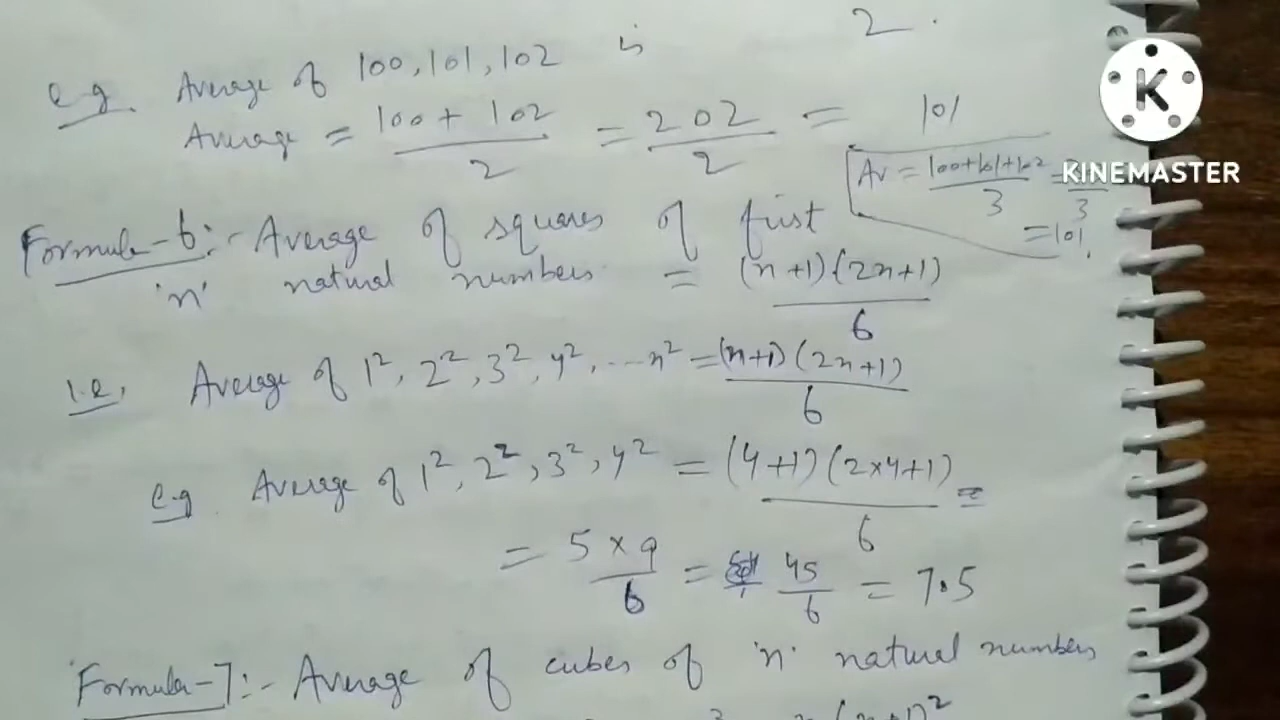 2.
e.g. Average of 100, 101, 102 is
Average = (100 + 102)/2 = 202/2 = 101
Av = (100+101+102)/3 = /3
= 101.
KINEMASTER
Formula-6:- Average of squares of first
'n' natural numbers = (n+1)(2n+1)/6
i.e. Average of 1², 2², 3², 4², ...n² = (n+1)(2n+1)/6
e.g Average of 1², 2², 3², 4² = (4+1)(2×4+1)/6 =
= 5 × 9/6 = 45/6 = 7.5
Formula-7:- Average of cubes of 'n' natural numbers